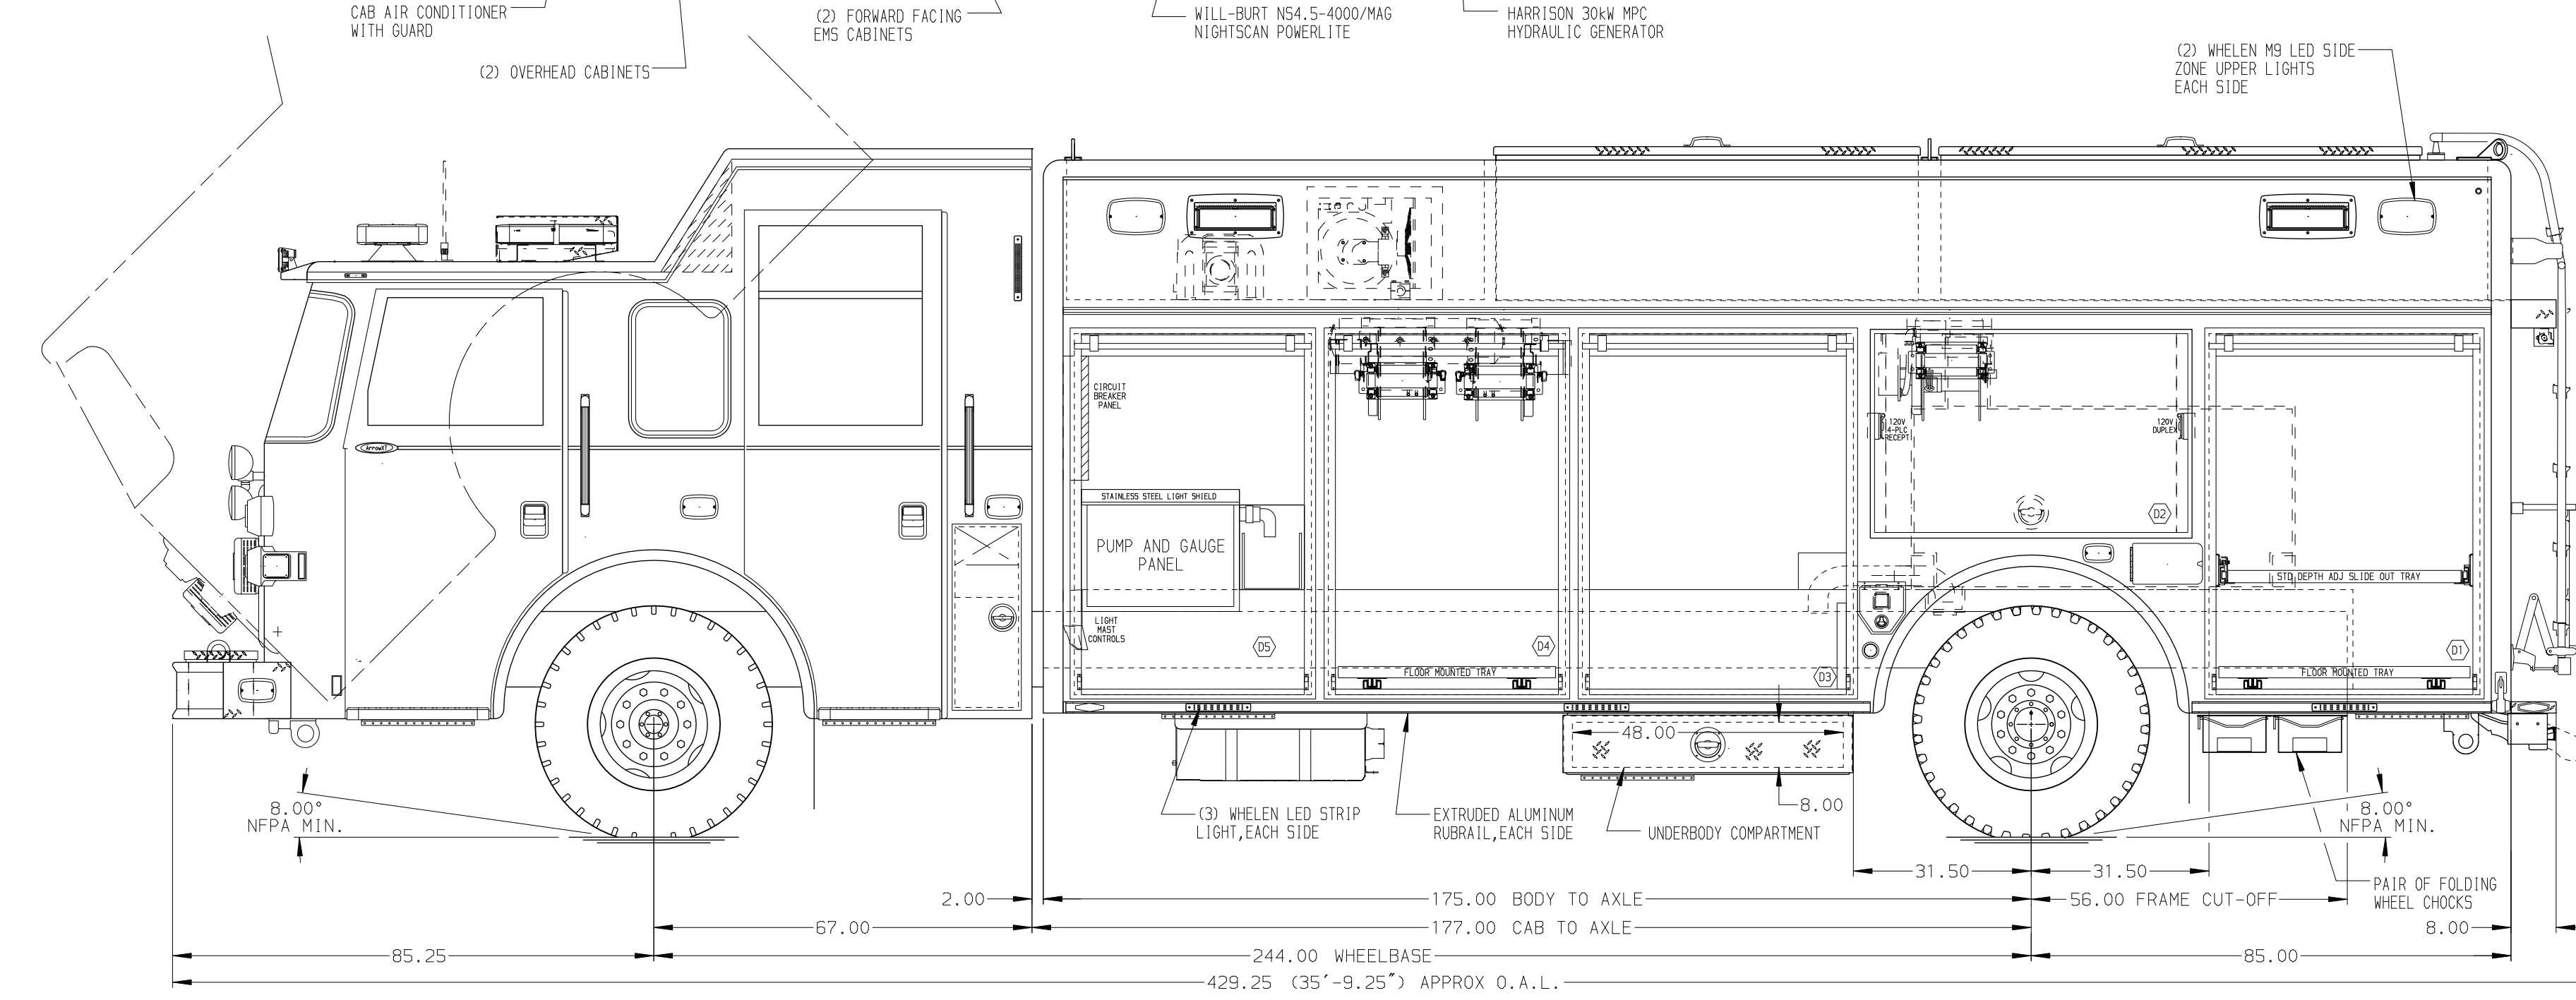 CAB AIR CONDITIONER
WITH GUARD
(2) OVERHEAD CABINETS
(2) FORWARD FACING
EMS CABINETS
WILL-BURT NS4.5-4000/MAG
NIGHTSCAN POWERLITE
HARRISON 30kW MPC
HYDRAULIC GENERATOR
(2) WHELEN M9 LED SIDE
ZONE UPPER LIGHTS
EACH SIDE
CIRCUIT
BREAKER
PANEL
120V
4-PLC
RECEPT
120V
DUPLEX
ArrowXT
STAINLESS STEEL LIGHT SHIELD
PUMP AND GAUGE
PANEL
D2
STD DEPTH ADJ SLIDE OUT TRAY
LIGHT
MAST
CONTROLS
D5
D4
D3
D1
FLOOR MOUNTED TRAY
FLOOR MOUNTED TRAY
48.00
8.00
8.00°
NFPA MIN.
(3) WHELEN LED STRIP
LIGHT,EACH SIDE
EXTRUDED ALUMINUM
RUBRAIL,EACH SIDE
UNDERBODY COMPARTMENT
8.00°
NFPA MIN.
31.50
31.50
PAIR OF FOLDING
WHEEL CHOCKS
2.00
175.00 BODY TO AXLE
56.00 FRAME CUT-OFF
67.00
177.00 CAB TO AXLE
8.00
85.25
244.00 WHEELBASE
85.00
429.25 (35'-9.25") APPROX O.A.L.